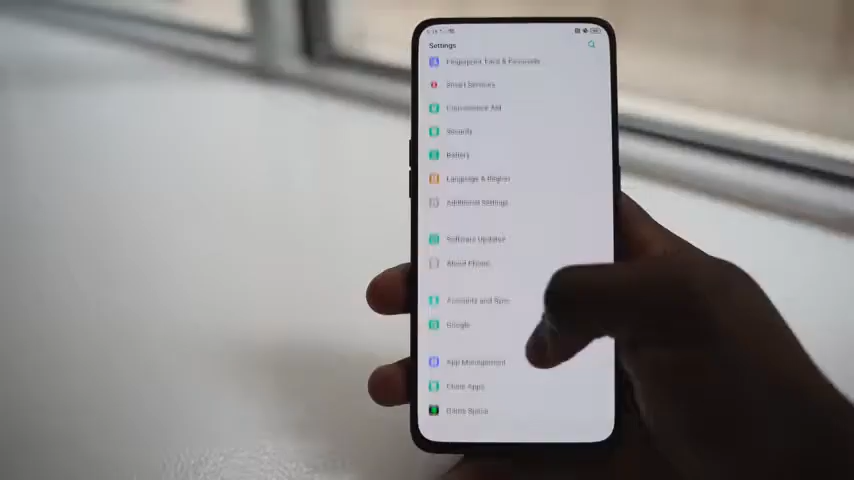 Settings
Fingerprint, Face & Passwords
Smart Services
Convenience Aid
Security
Battery
Language & Region
Additional Settings
Software Updates
About Phone
Accounts and Sync
Google
App Management
Clone Apps
Game Space